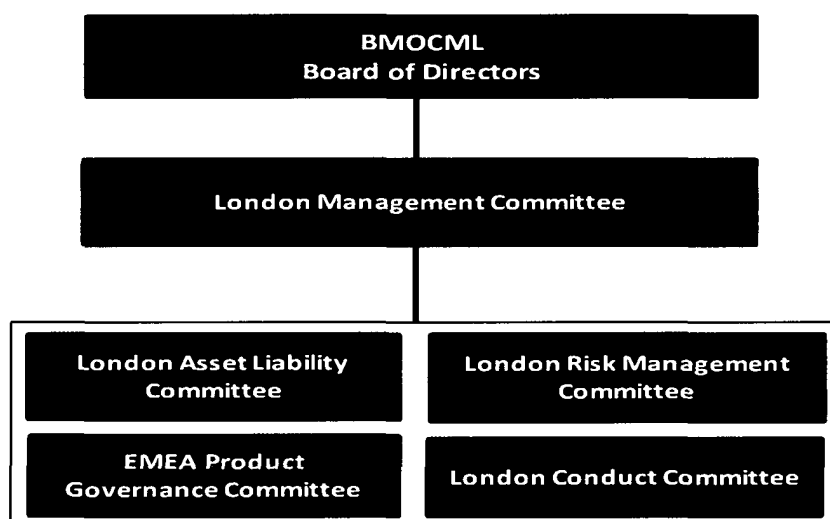 BMOCML
Board of Directors
London Management Committee
London Asset Liability
Committee
London Risk Management
Committee
EMEA Product
Governance Committee
London Conduct Committee